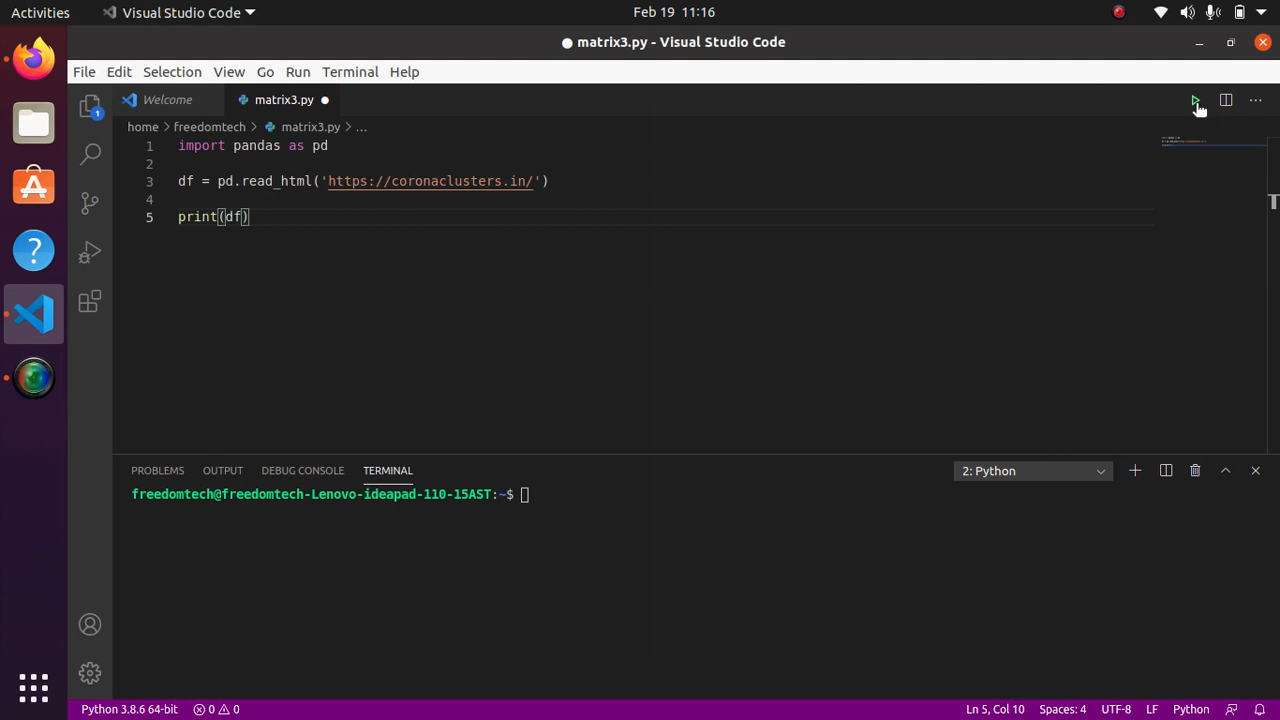 Activities
Visual Studio Code
Feb 19 11:16
matrix3.py - Visual Studio Code
File Edit Selection View Go Run Terminal Help
1
Welcome
matrix3.py
home > freedomtech > matrix3.py > ...
1 import pandas as pd
2
3 df = pd.read_html('https://coronaclusters.in/')
4
5 print(df)
PROBLEMS OUTPUT DEBUG CONSOLE TERMINAL
2: Python
freedomtech@freedomtech-Lenovo-ideapad-110-15AST:~$
Python 3.8.6 64-bit
0 0
Ln 5, Col 10 Spaces: 4 UTF-8 LF Python